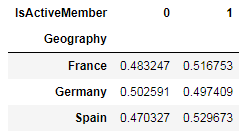 IsActiveMember 0 1
Geography
France 0.483247 0.516753
Germany 0.502591 0.497409
Spain 0.470327 0.529673